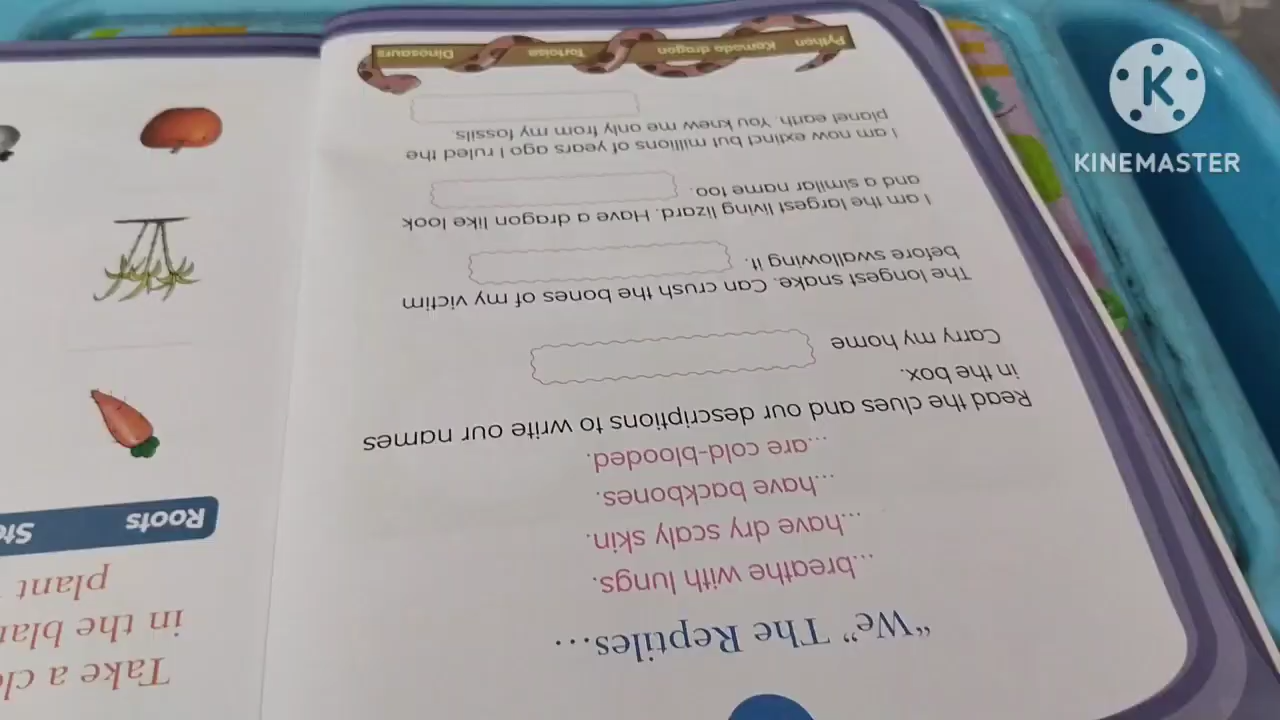 “We” The Reptiles...
...breathe with lungs.
...have dry scaly skin.
...have backbones.
...are cold-blooded.
Read the clues and our descriptions to write our names
in the box.
Carry my home
The longest snake. Can crush the bones of my victim
before swallowing it.
I am the largest living lizard. Have a dragon like look
and a similar name too.
I am now extinct but millions of years ago I ruled the
planet earth. You knew me only from my fossils.
Python Komodo dragon Tortoise Dinosaurs
Take a
in the
plant
Roots
K
KINEMASTER